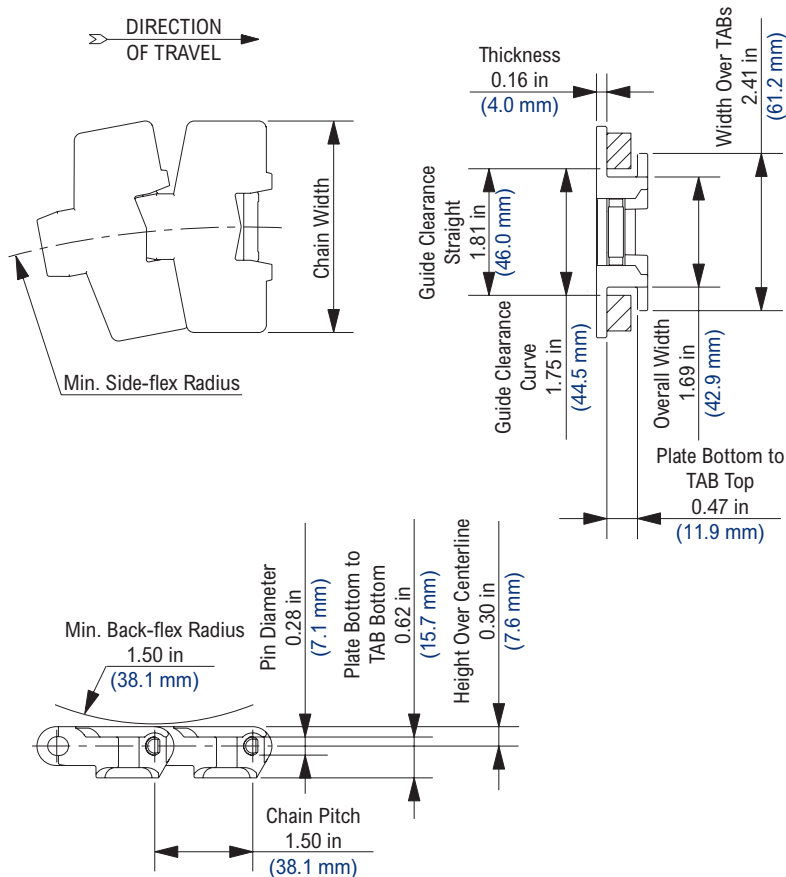 DIRECTION
OF TRAVEL
Chain Width
Min. Side-flex Radius
Thickness
0.16 in
(4.0 mm)
Width Over TABs
2.41 in
(61.2 mm)
Guide Clearance
Straight
1.81 in
(46.0 mm)
Guide Clearance
Curve
1.75 in
(44.5 mm)
Overall Width
1.69 in
(42.9 mm)
Plate Bottom to
TAB Top
0.47 in
(11.9 mm)
Min. Back-flex Radius
1.50 in
(38.1 mm)
Pin Diameter
0.28 in
(7.1 mm)
Plate Bottom to
TAB Bottom
0.62 in
(15.7 mm)
Height Over Centerline
0.30 in
(7.6 mm)
Chain Pitch
1.50 in
(38.1 mm)